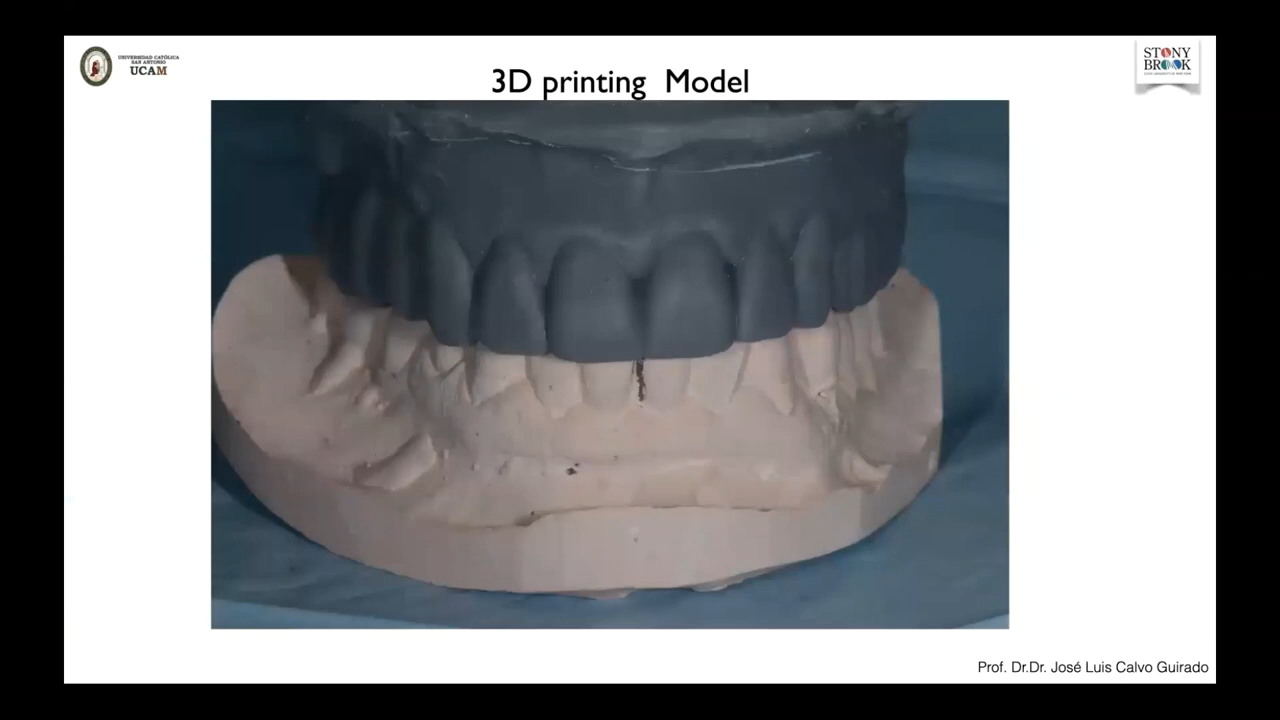 UNIVERSIDAD CATÓLICA
SAN ANTONIO
UCAM
STONY
BROOK
3D printing Model
Prof. Dr.Dr. José Luis Calvo Guirado